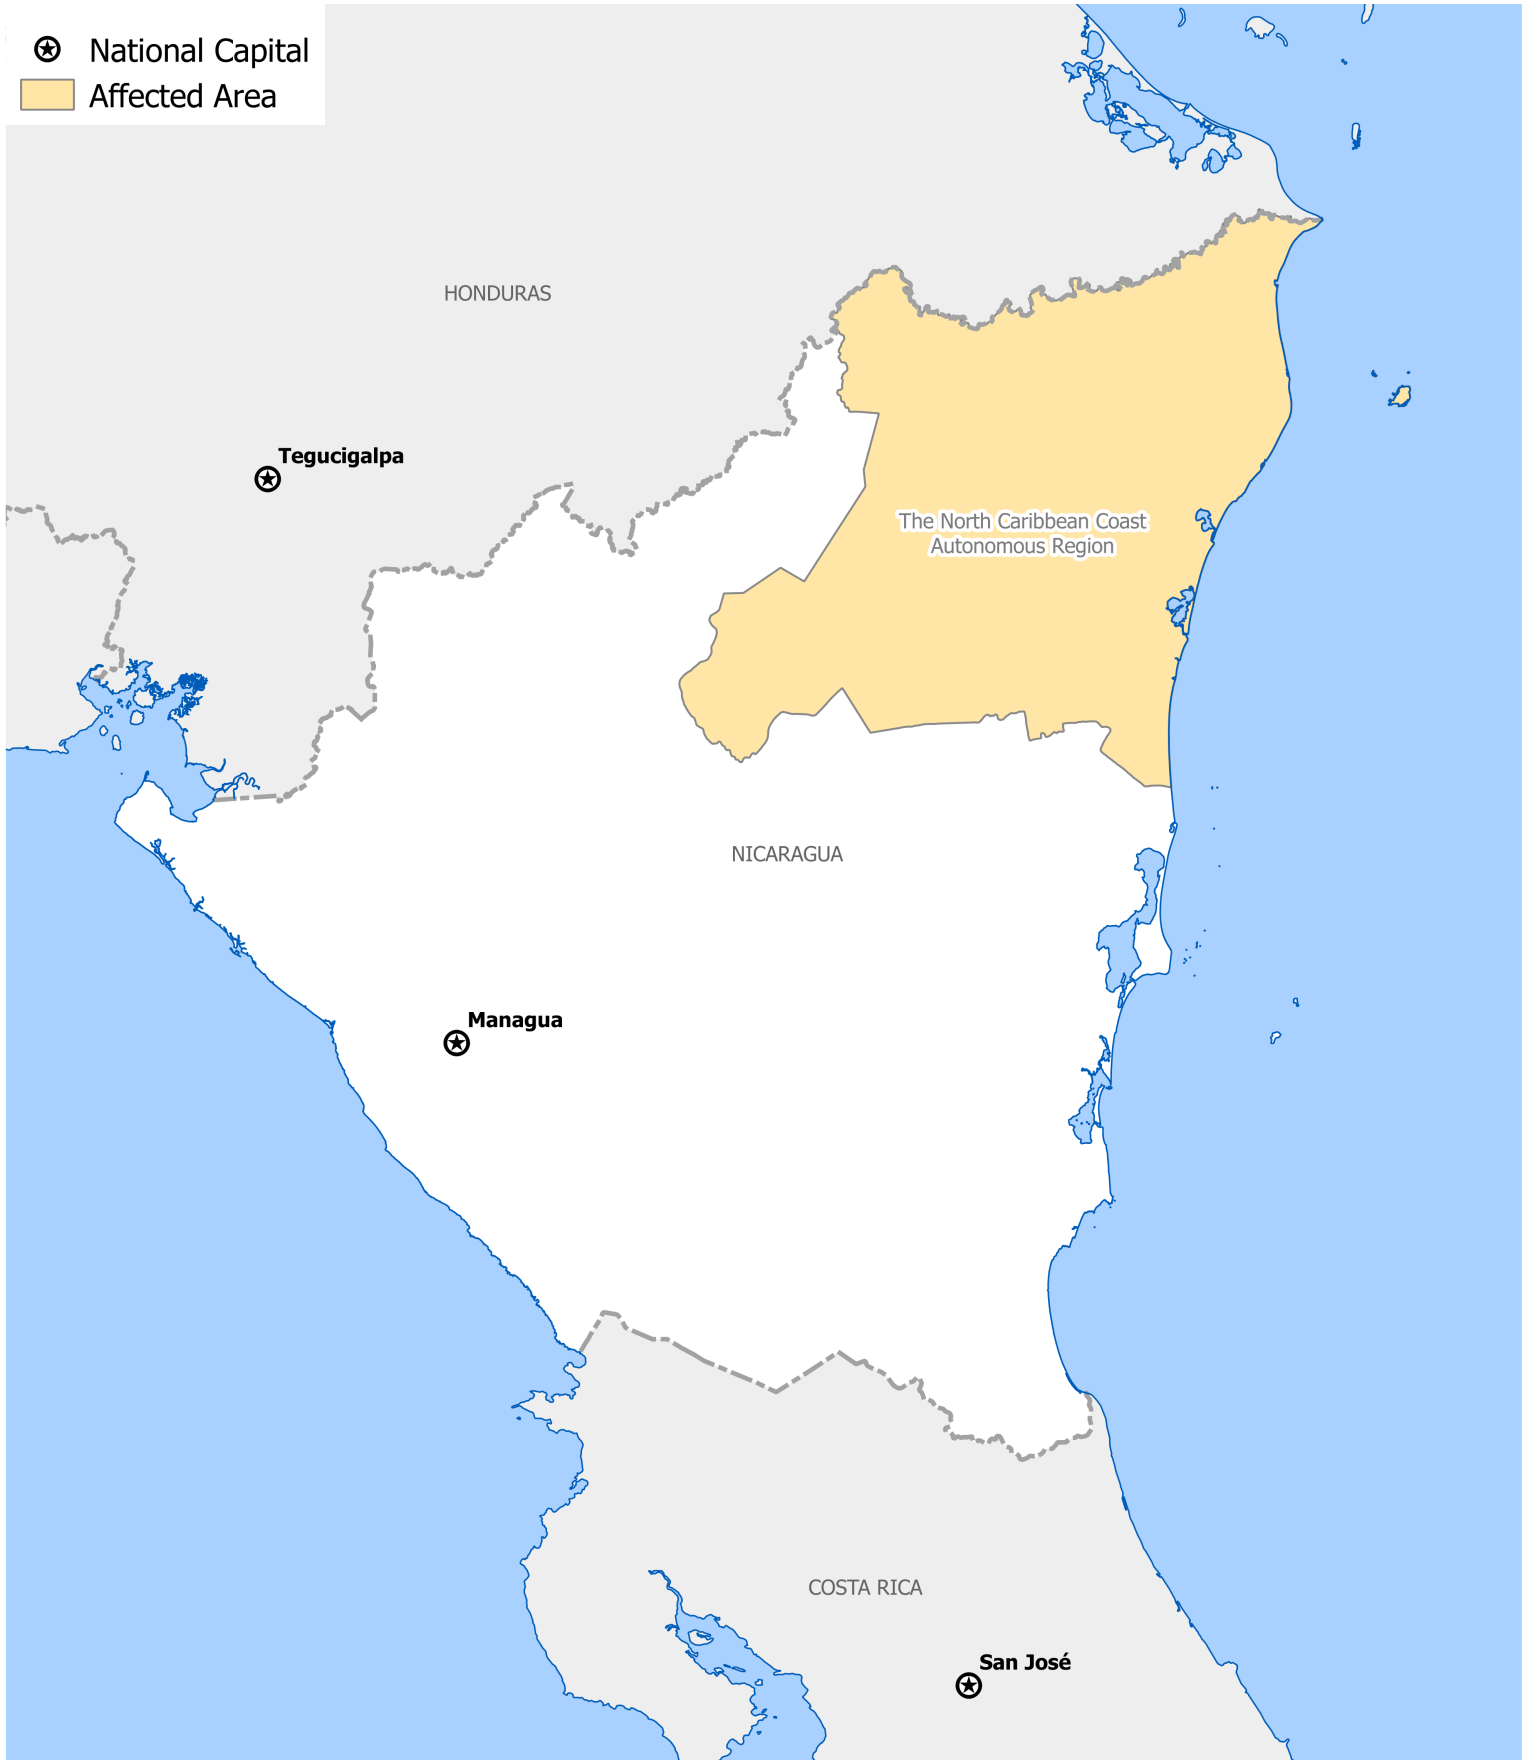 National Capital
Affected Area
HONDURAS
Tegucigalpa
The North Caribbean Coast
Autonomous Region
NICARAGUA
Managua
COSTA RICA
San José